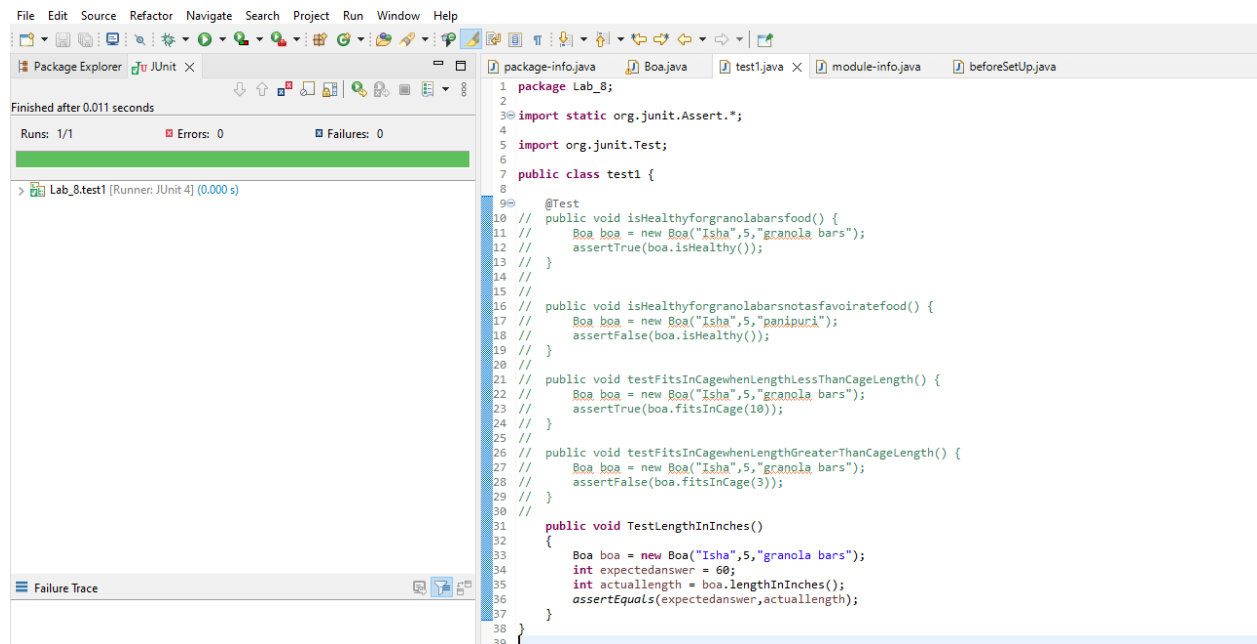 File Edit Source Refactor Navigate Search Project Run Window Help
Package Explorer JUnit
Finished after 0.011 seconds
Runs: 1/1 Errors: 0 Failures: 0
Lab_8.test1 [Runner: JUnit 4] (0.000 s)
Failure Trace
package-info.java Boa.java test1.java module-info.java beforeSetUp.java
1 package Lab_8;
2
3 import static org.junit.Assert.*;
4
5 import org.junit.Test;
6
7 public class test1 {
8
9 @Test
10 // public void isHealthyforgranolabarsfood() {
11 // Boa boa = new Boa("Isha",5,"granola bars");
12 // assertTrue(boa.isHealthy());
13 // }
14 //
15 //
16 // public void isHealthyforgranolabarsnotasfavoiratefood() {
17 // Boa boa = new Boa("Isha",5,"panipuri");
18 // assertFalse(boa.isHealthy());
19 // }
20 //
21 // public void testFitsInCagewhenLengthLessThanCageLength() {
22 // Boa boa = new Boa("Isha",5,"granola bars");
23 // assertTrue(boa.fitsInCage(10));
24 // }
25 //
26 // public void testFitsInCagewhenLengthGreaterThanCageLength() {
27 // Boa boa = new Boa("Isha",5,"granola bars");
28 // assertFalse(boa.fitsInCage(3));
29 // }
30 //
31 public void TestLengthInInches()
32 {
33 Boa boa = new Boa("Isha",5,"granola bars");
34 int expectedanswer = 60;
35 int actuallength = boa.lengthInInches();
36 assertEquals(expectedanswer,actuallength);
37 }
38 }
39